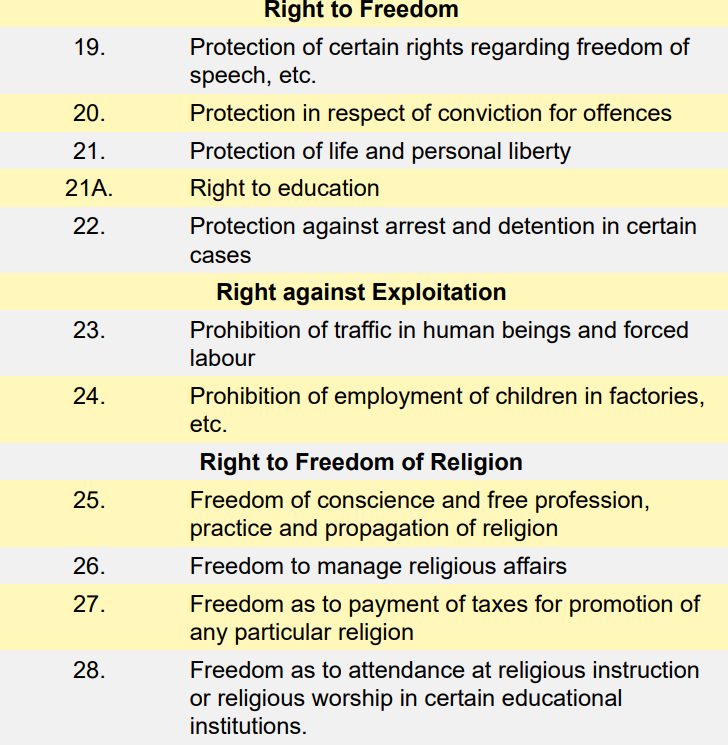 Right to Freedom
19. Protection of certain rights regarding freedom of
speech, etc.
20. Protection in respect of conviction for offences
21. Protection of life and personal liberty
21A. Right to education
22. Protection against arrest and detention in certain
cases
Right against Exploitation
23. Prohibition of traffic in human beings and forced
labour
24. Prohibition of employment of children in factories,
etc.
Right to Freedom of Religion
25. Freedom of conscience and free profession,
practice and propagation of religion
26. Freedom to manage religious affairs
27. Freedom as to payment of taxes for promotion of
any particular religion
28. Freedom as to attendance at religious instruction
or religious worship in certain educational
institutions.